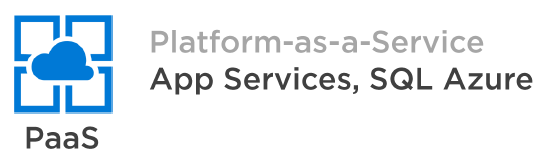 Platform-as-a-Service
App Services, SQL Azure
PaaS